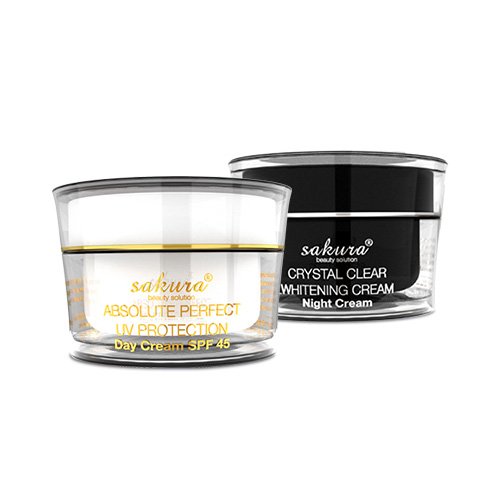 sakura®
beauty solution
ABSOLUTE PERFECT
UV PROTECTION
Day Cream SPF 45
sakura®
beauty solution
CRYSTAL CLEAR
WHITENING CREAM
Night Cream